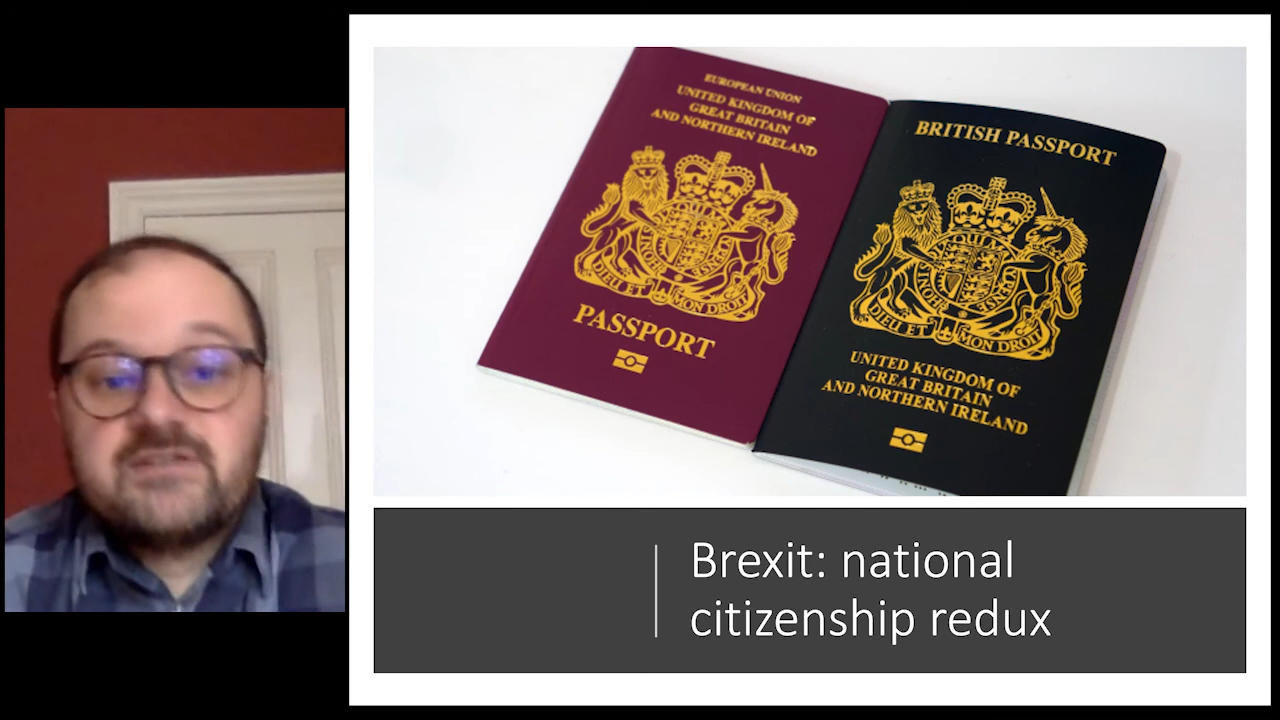 EUROPEAN UNION
UNITED KINGDOM OF
GREAT BRITAIN
AND NORTHERN IRELAND
DIEU ET
MON DROIT
PASSPORT
BRITISH PASSPORT
DIEU ET
MON DROIT
UNITED KINGDOM OF
GREAT BRITAIN
AND NORTHERN IRELAND
Brexit: national
citizenship redux